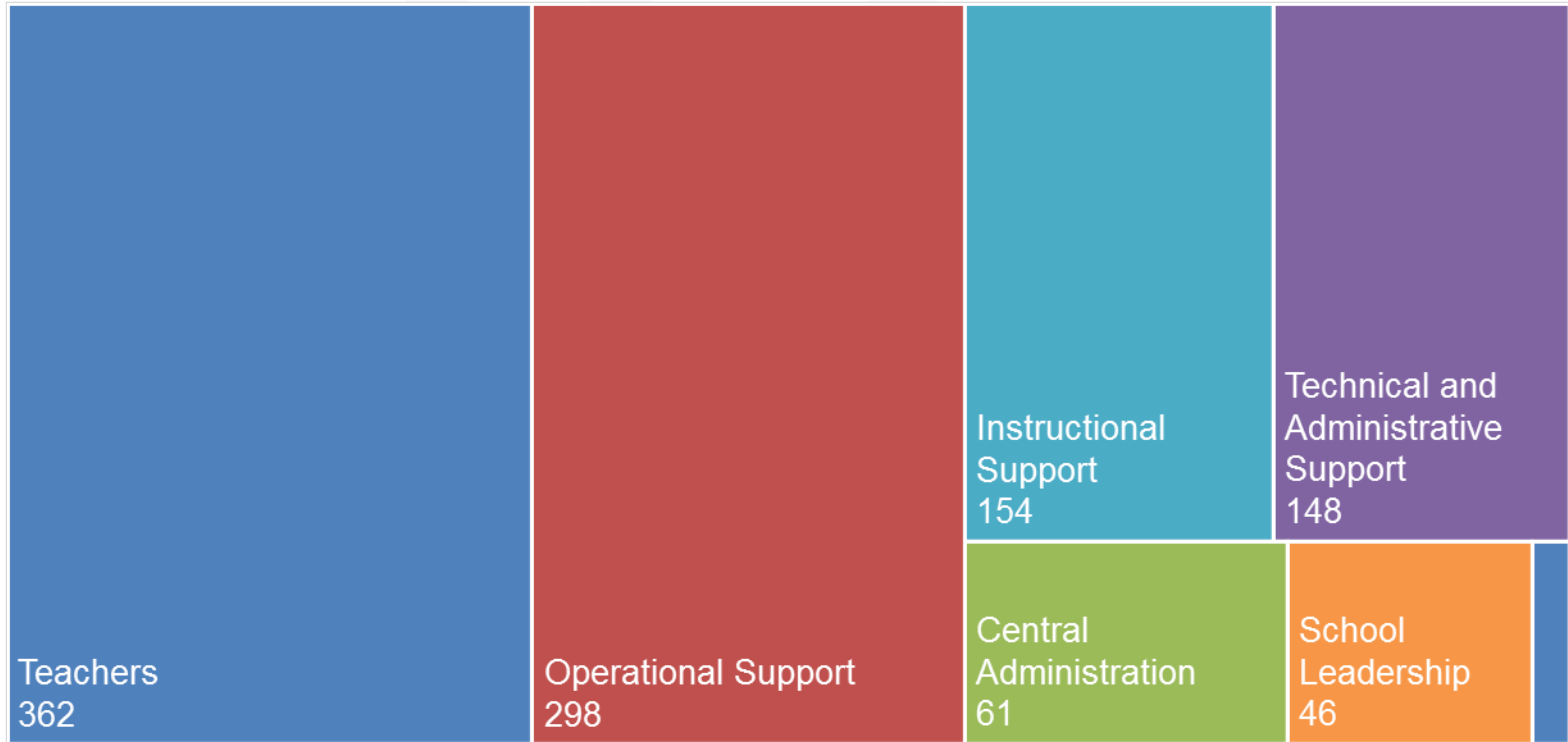 Teachers
362
Operational Support
298
Instructional
Support
154
Technical and
Administrative
Support
148
Central
Administration
61
School
Leadership
46